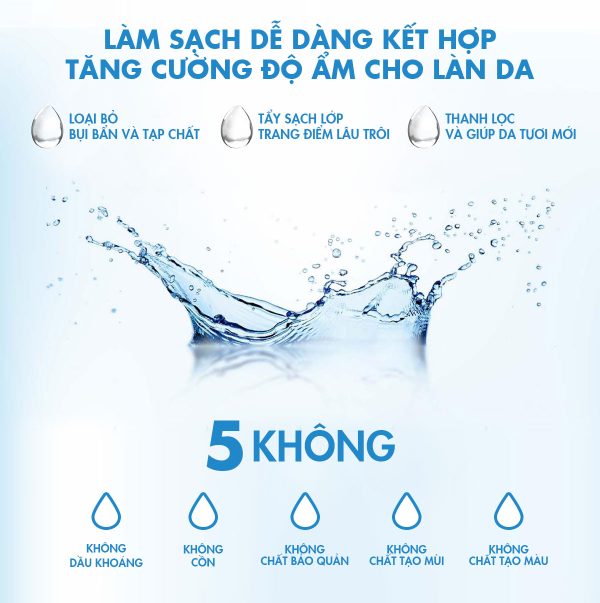 LÀM SẠCH DỄ DÀNG KẾT HỢP
TĂNG CƯỜNG ĐỘ ẨM CHO LÀN DA
LOẠI BỎ
BỤI BẨN VÀ TẠP CHẤT
TẨY SẠCH LỚP
TRANG ĐIỂM LÂU TRÔI
THANH LỌC
VÀ GIÚP DA TƯƠI MỚI
5 KHÔNG
KHÔNG
DẦU KHOÁNG
KHÔNG
CỒN
KHÔNG
CHẤT BẢO QUẢN
KHÔNG
CHẤT TẠO MÙI
KHÔNG
CHẤT TẠO MÀU